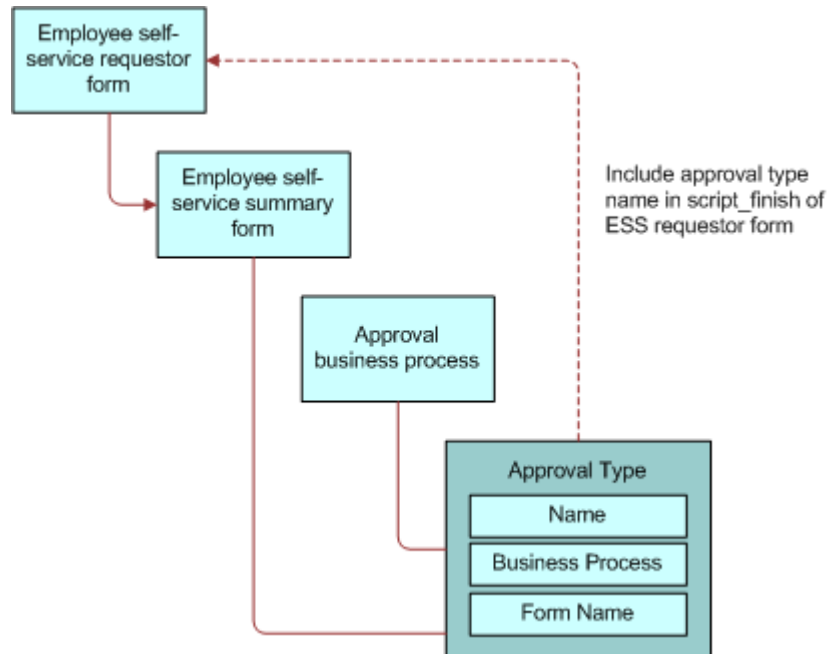 Employee self-
service requestor
form
Employee self-
service summary
form
Include approval type
name in script_finish of
ESS requestor form
Approval
business process
Approval Type
Name
Business Process
Form Name